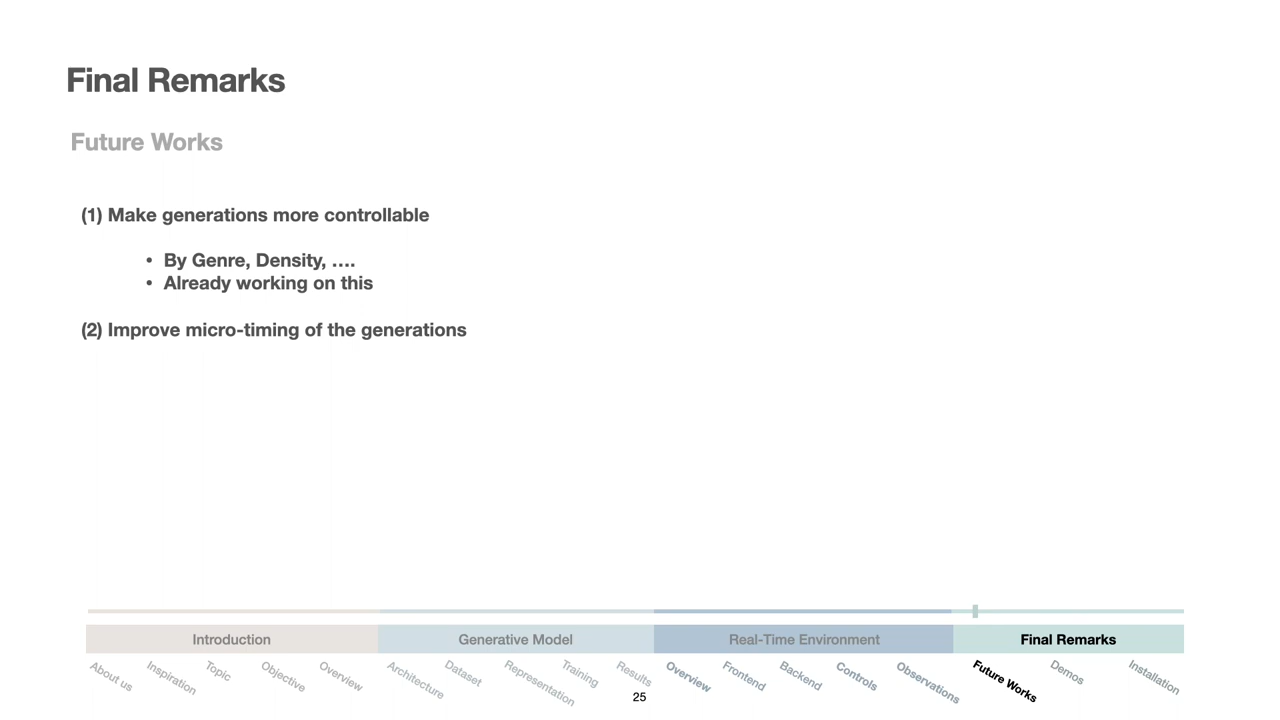 Final Remarks
Future Works
(1) Make generations more controllable
• By Genre, Density, ….
• Already working on this
(2) Improve micro-timing of the generations
Introduction
Generative Model
Real-Time Environment
Final Remarks
About us
Inspiration
Topic
Objective
Overview
Architecture
Dataset
Representation
Training
Results
Overview
Frontend
Backend
Controls
Observations
Future Works
Demos
Installation
25